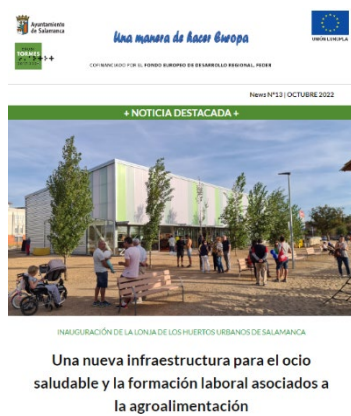 Ayuntamiento
de Salamanca
Una manera de hacer Europa
UNIÓN EUROPEA
TORMES
COFINANCIADO POR EL FONDO EUROPEO DE DESARROLLO REGIONAL, FEDER
News Nº13 | OCTUBRE 2022
+ NOTICIA DESTACADA +
INAUGURACIÓN DE LA LONJA DE LOS HUERTOS URBANOS DE SALAMANCA
Una nueva infraestructura para el ocio
saludable y la formación laboral asociados a
la agroalimentación